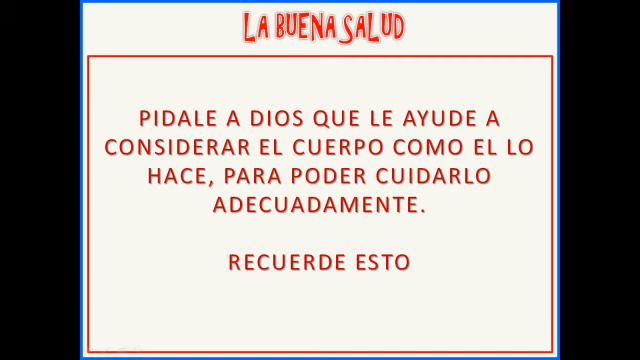 LA BUENA SALUD
PIDALE A DIOS QUE LE AYUDE A
CONSIDERAR EL CUERPO COMO EL LO
HACE, PARA PODER CUIDARLO
ADECUADAMENTE.
RECUERDE ESTO